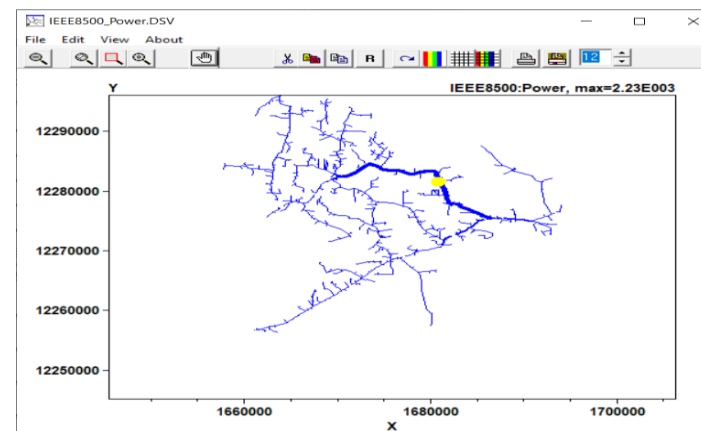 IEEE8500_Power.DSV
File Edit View About
R 12
Y IEEE8500:Power, max=2.23E003
12290000
12280000
12270000
12260000
12250000
1660000 1680000 1700000
X